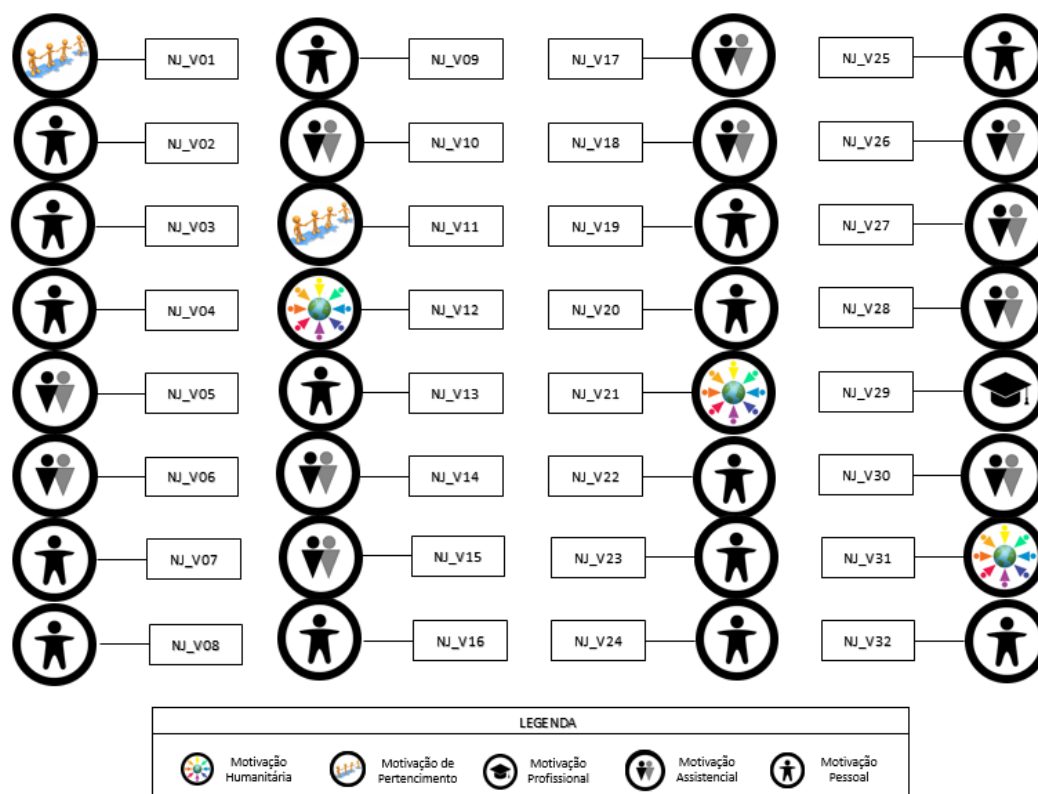 NJ_V01
NJ_V09
NJ_V17
NJ_V25
NJ_V02
NJ_V10
NJ_V18
NJ_V26
NJ_V03
NJ_V11
NJ_V19
NJ_V27
NJ_V04
NJ_V12
NJ_V20
NJ_V28
NJ_V05
NJ_V13
NJ_V21
NJ_V29
NJ_V06
NJ_V14
NJ_V22
NJ_V30
NJ_V07
NJ_V15
NJ_V23
NJ_V31
NJ_V08
NJ_V16
NJ_V24
NJ_V32
LEGENDA
Motivação
Humanitária
Motivação de
Pertencimento
Motivação
Profissional
Motivação
Assistencial
Motivação
Pessoal